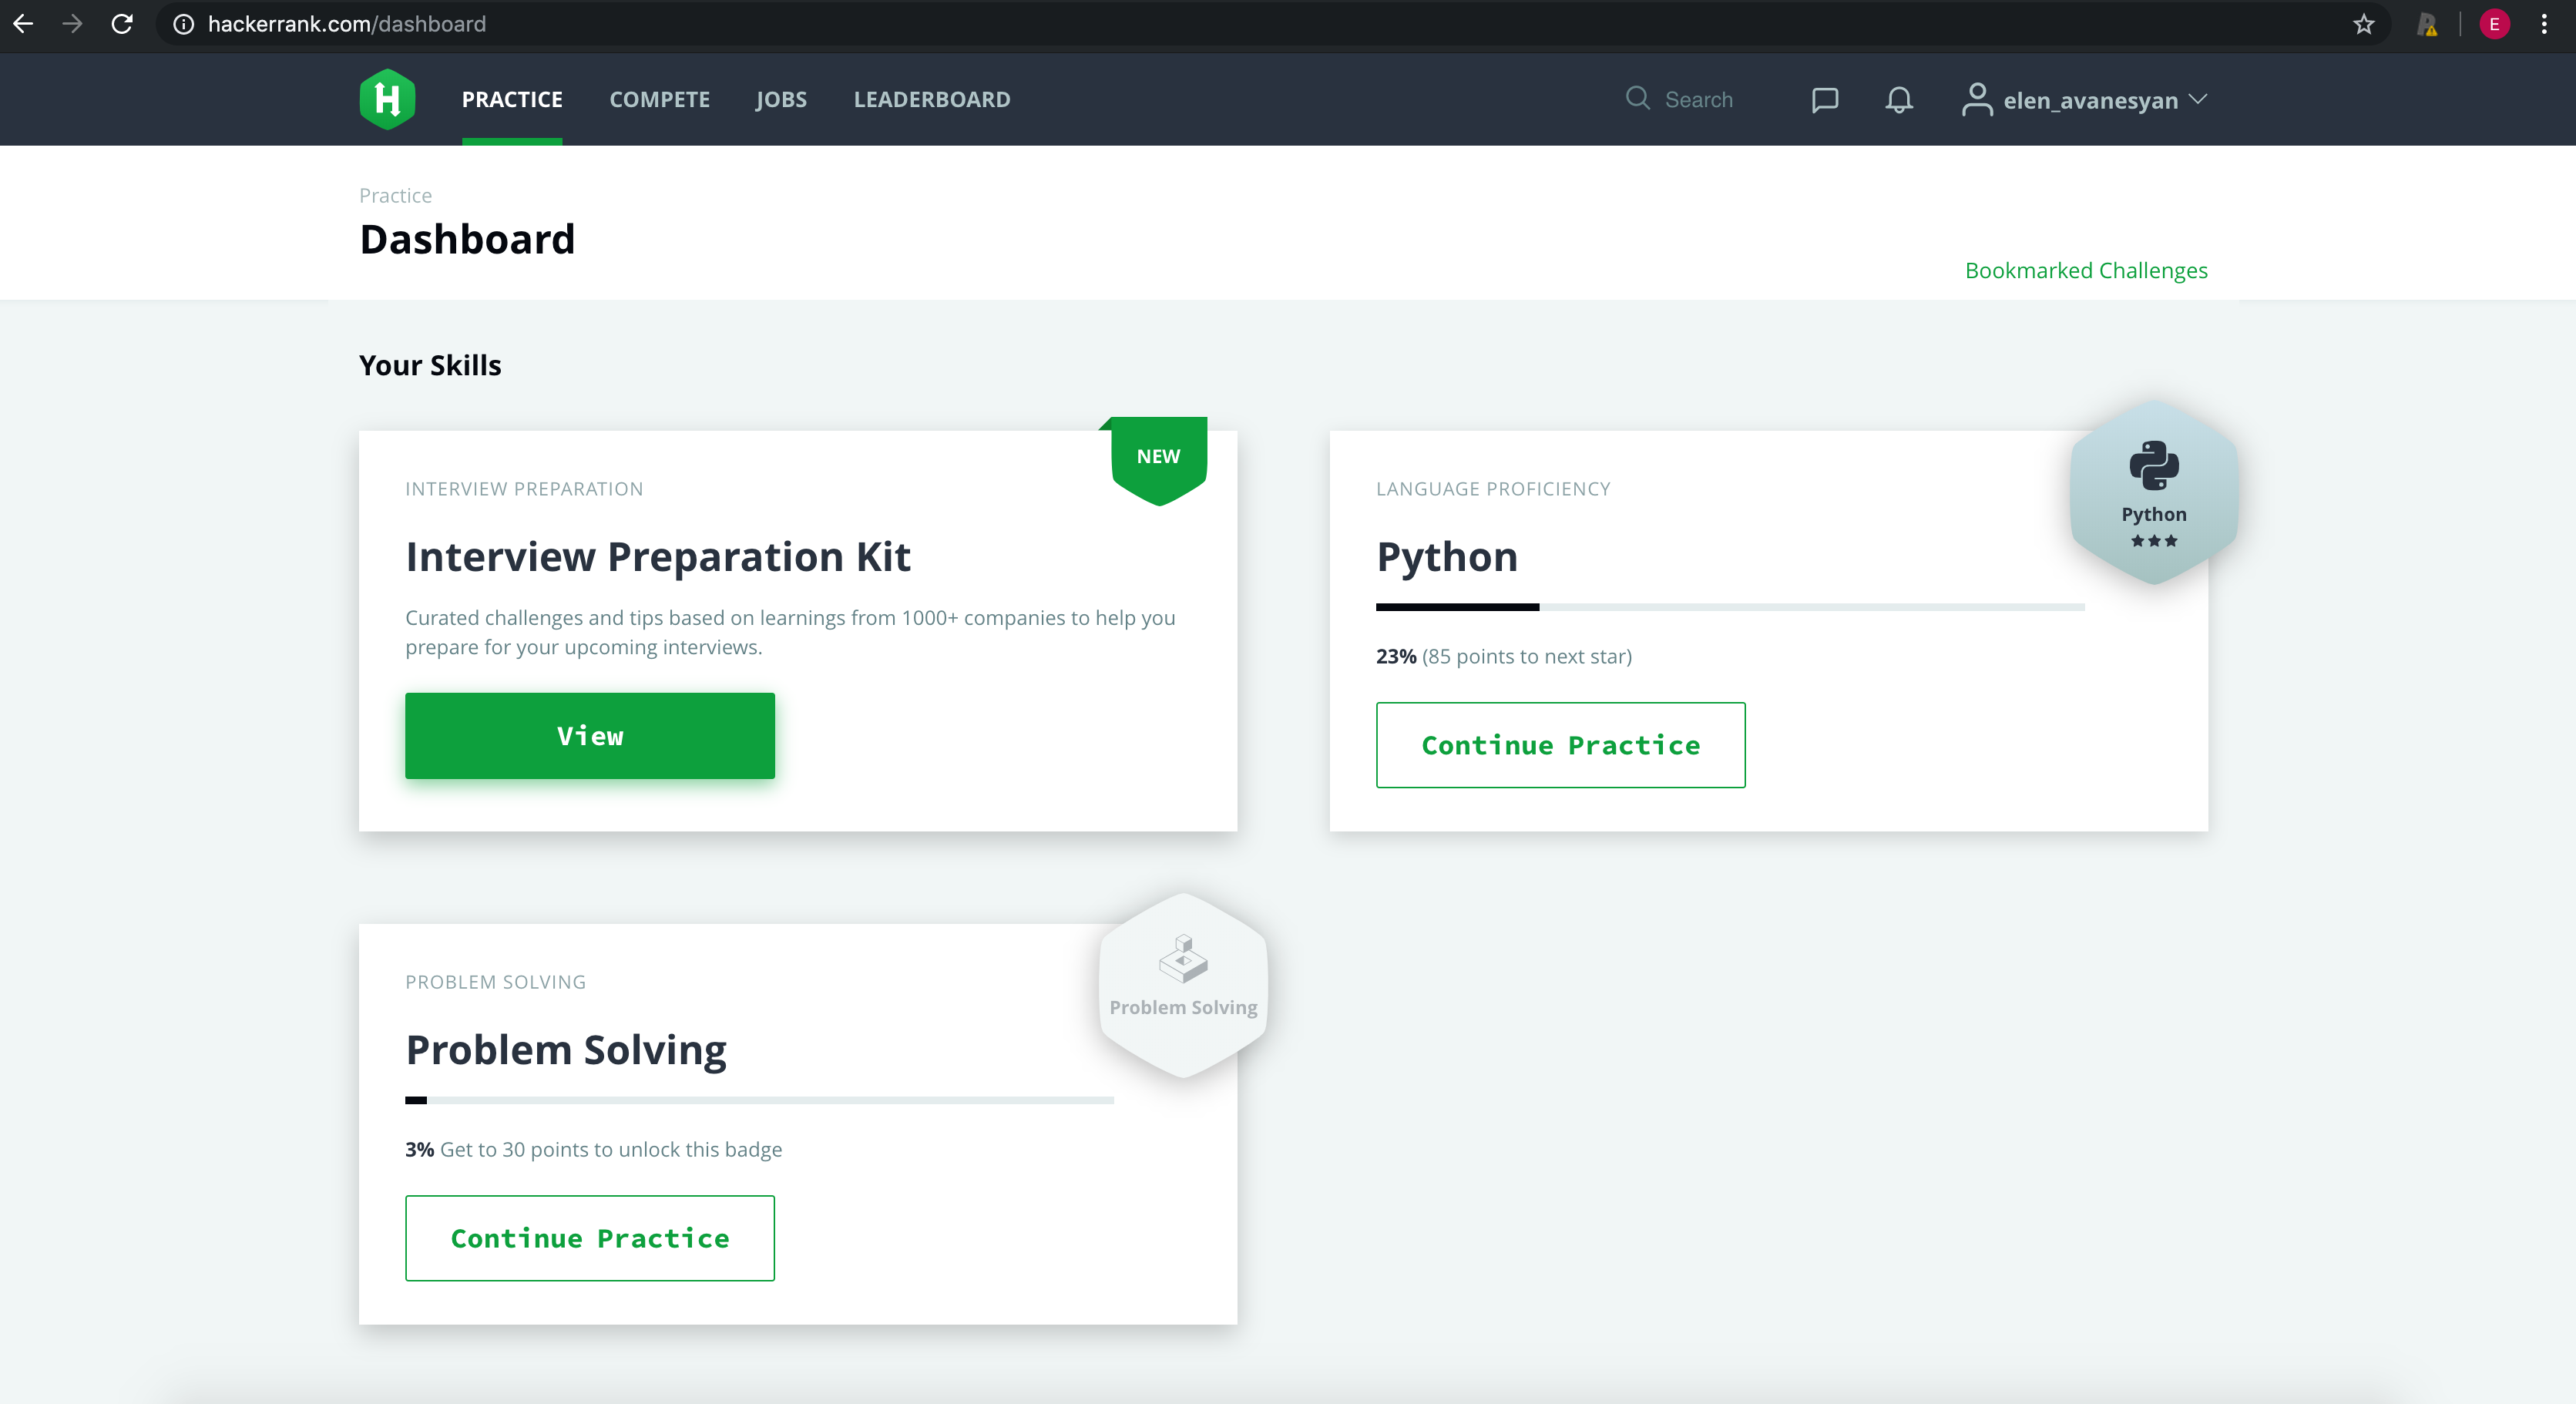 hackerrank.com/dashboard
E
H
PRACTICE
COMPETE
JOBS
LEADERBOARD
Search
elen_avanesyan
Practice
Dashboard
Bookmarked Challenges
Your Skills
NEW
INTERVIEW PREPARATION
Interview Preparation Kit
Curated challenges and tips based on learnings from 1000+ companies to help you
prepare for your upcoming interviews.
View
LANGUAGE PROFICIENCY
Python
Python
23% (85 points to next star)
Continue Practice
PROBLEM SOLVING
Problem Solving
Problem Solving
3% Get to 30 points to unlock this badge
Continue Practice